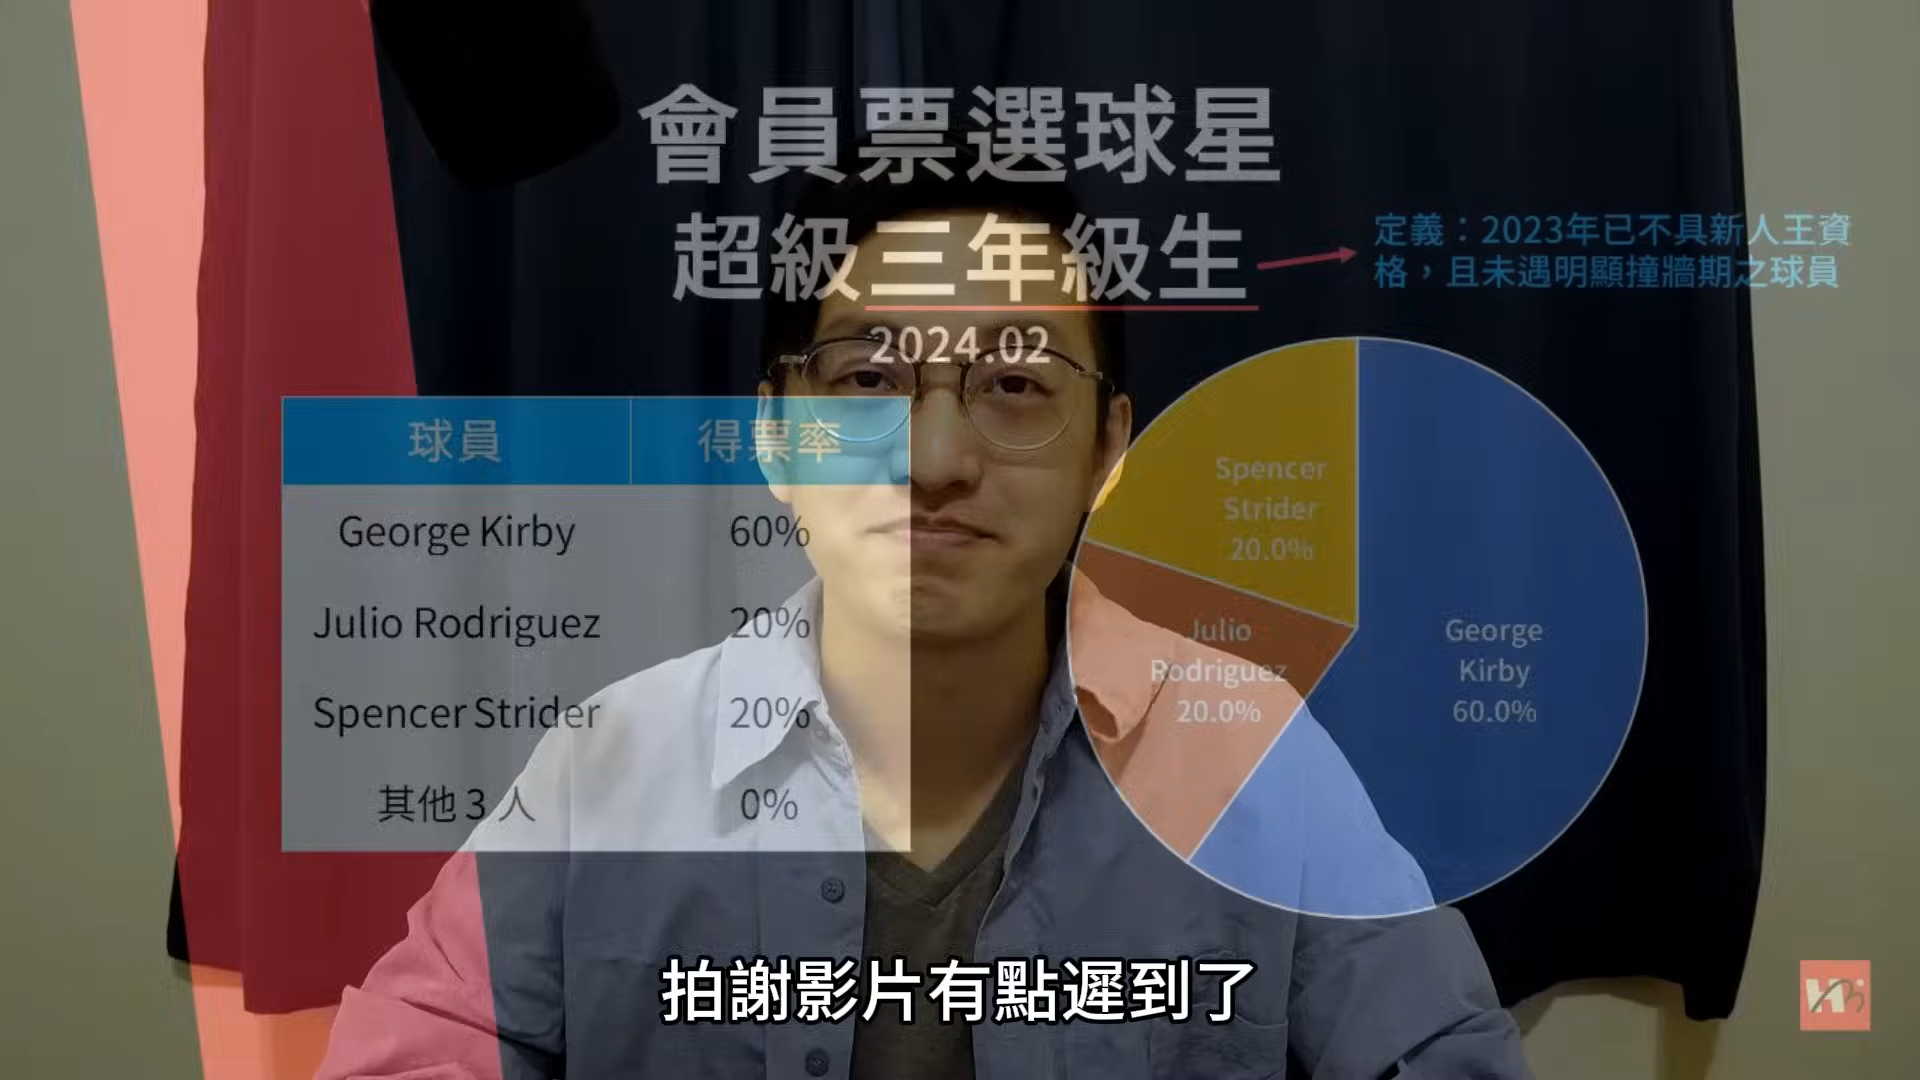 會員票選球星
超級三年級生
定義：2023年已不具新人王資
格，且未遇明顯撞牆期之球員
2024.02
球員 得票率
George Kirby 60%
Julio Rodriguez 20%
Spencer Strider 20%
其他3人 0%
Spencer
Strider
20.0%
Julio
Rodriguez
20.0%
George
Kirby
60.0%
拍謝影片有點遲到了